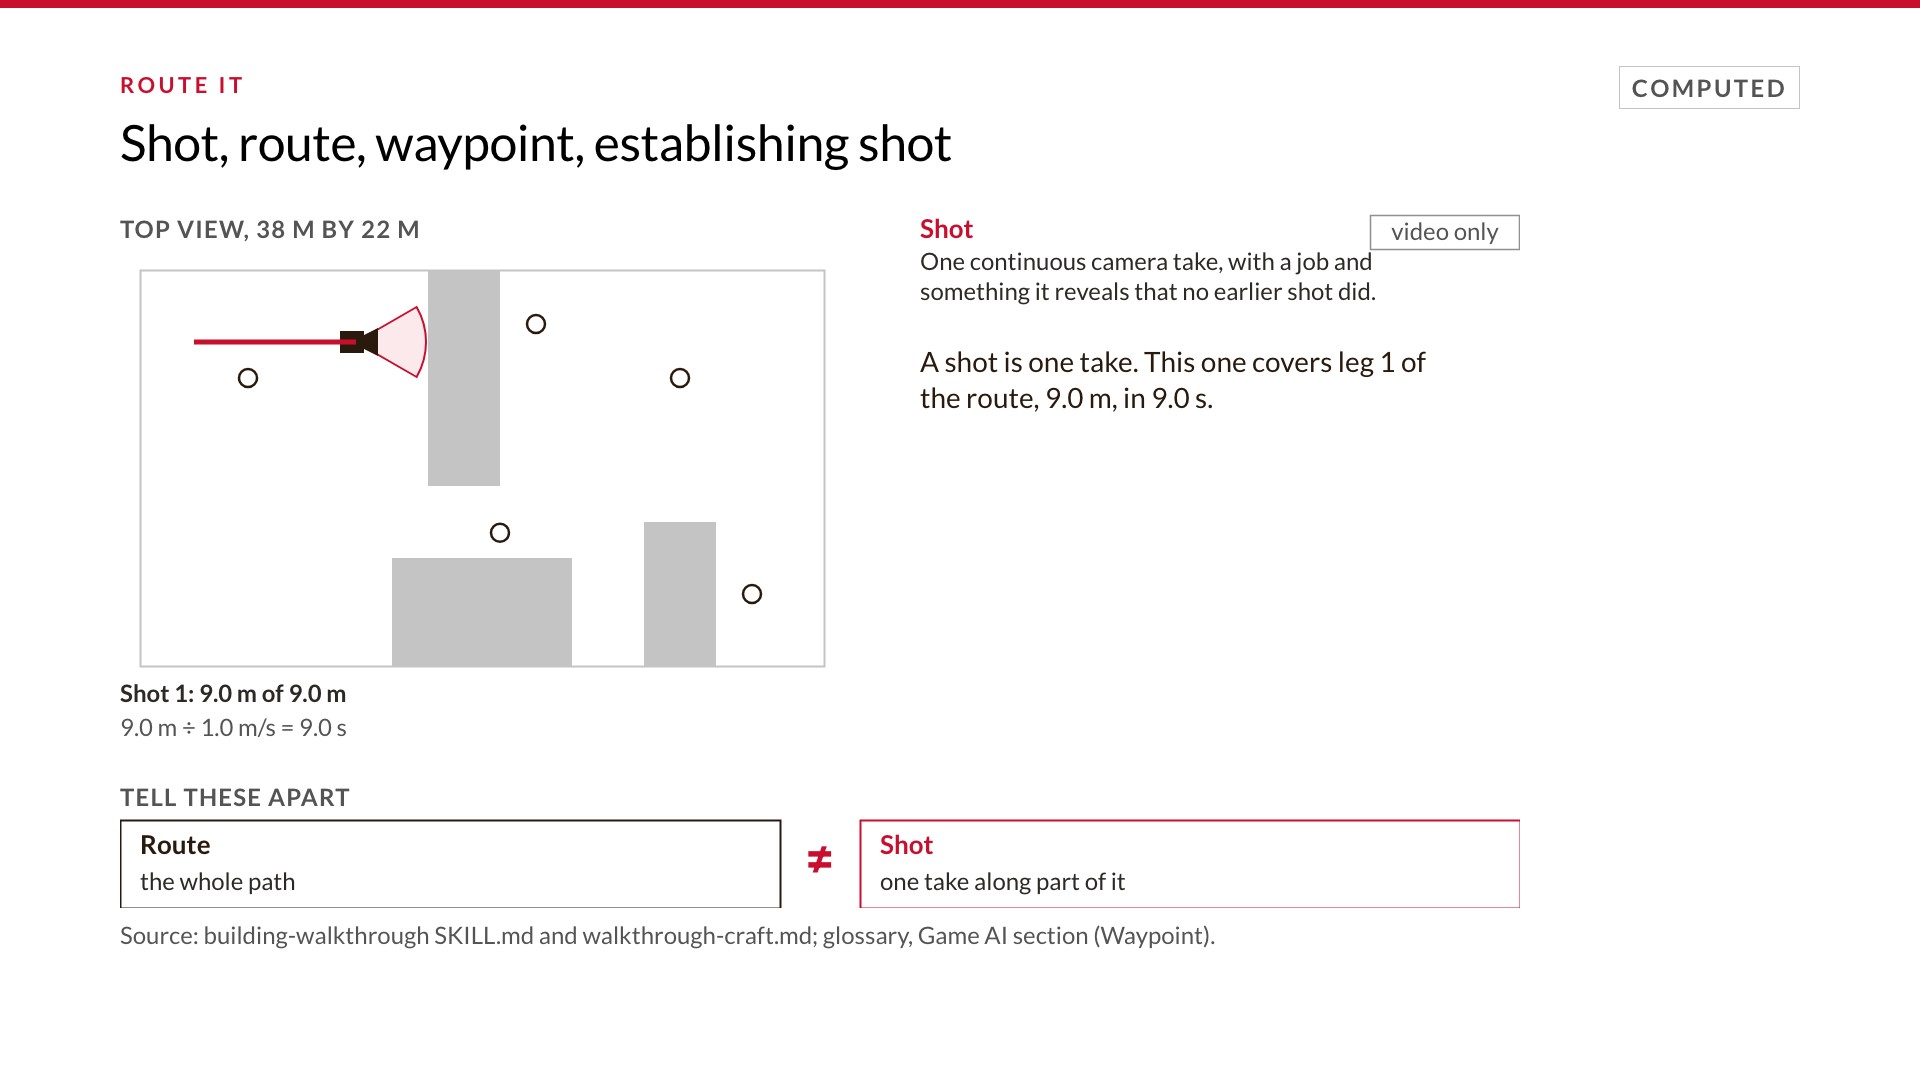 ROUTE IT
COMPUTED
Shot, route, waypoint, establishing shot
TOP VIEW, 38 M BY 22 M
Shot
video only
One continuous camera take, with a job and
something it reveals that no earlier shot did.
A shot is one take. This one covers leg 1 of
the route, 9.0 m, in 9.0 s.
Shot 1: 9.0 m of 9.0 m
9.0 m ÷ 1.0 m/s = 9.0 s
TELL THESE APART
Route
the whole path
≠
Shot
one take along part of it
Source: building-walkthrough SKILL.md and walkthrough-craft.md; glossary, Game AI section (Waypoint).